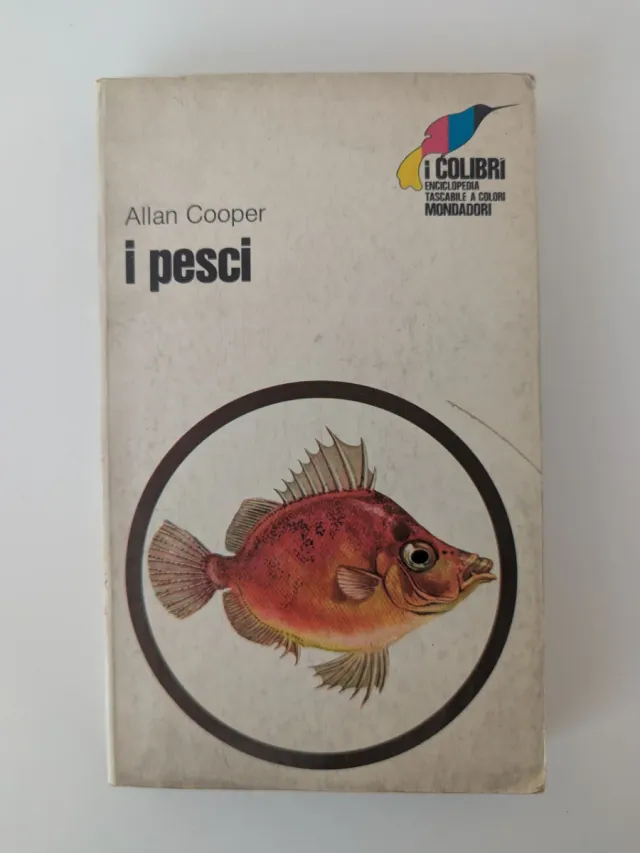 i COLIBRÌ
ENCICLOPEDIA
TASCABILE A COLORI
MONDADORI
Allan Cooper
i pesci